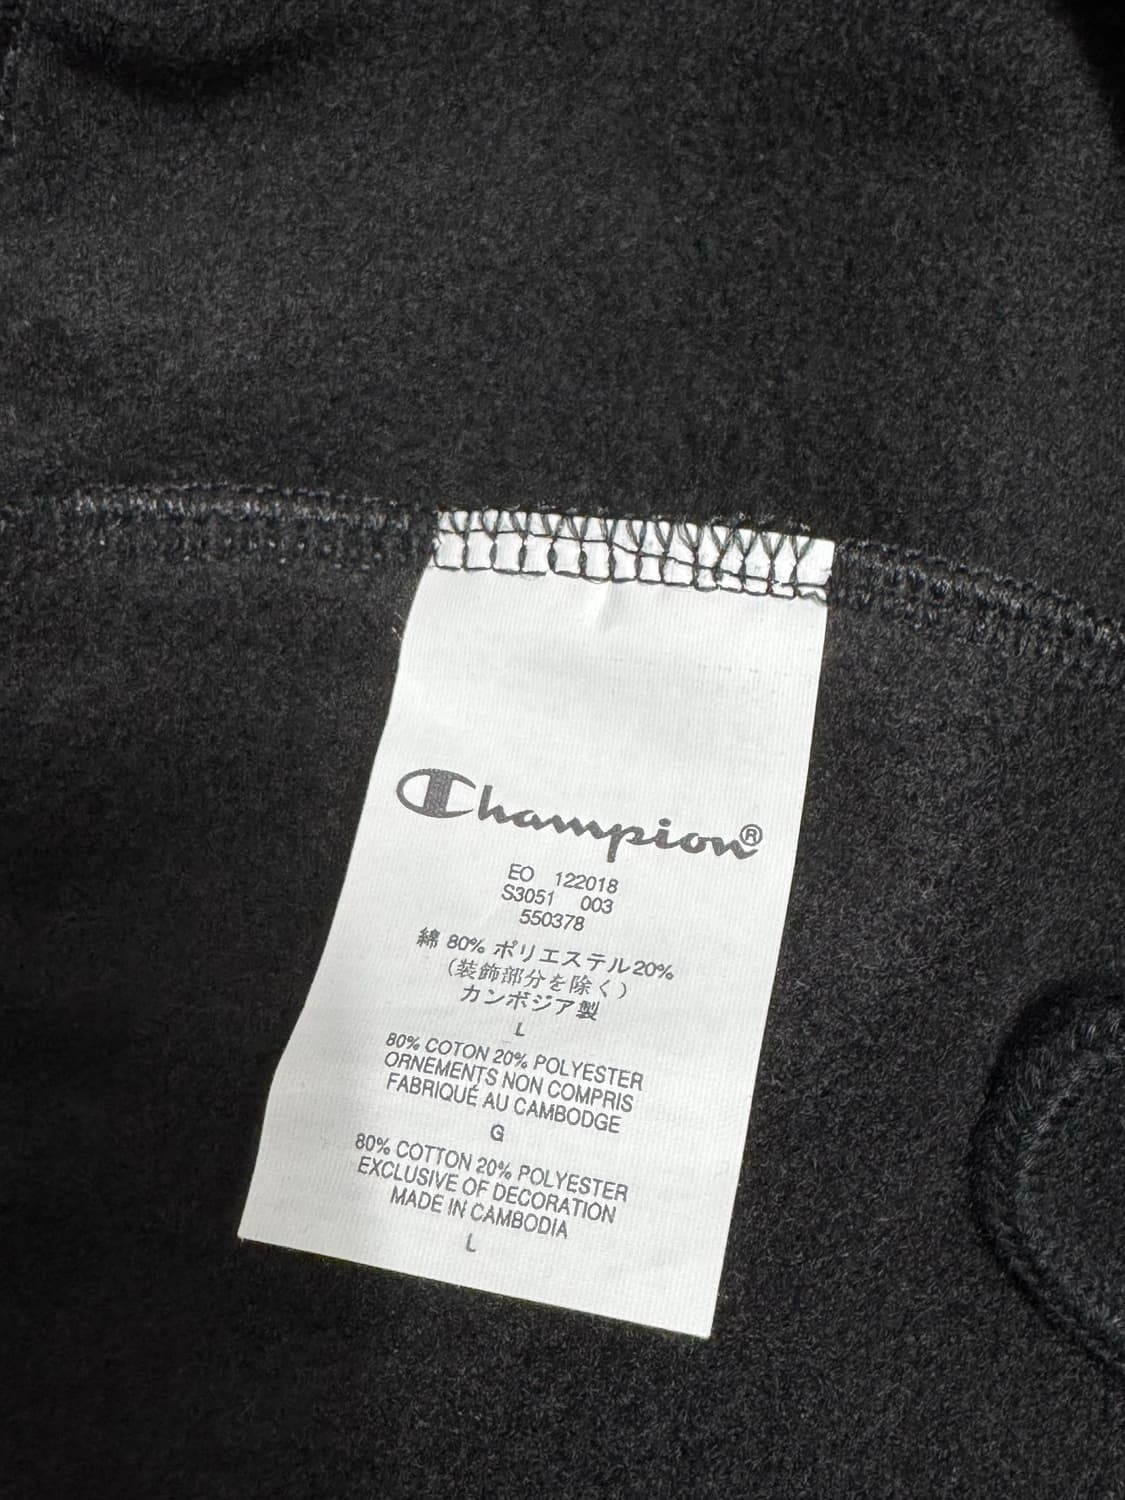 Champion®
EO 122018
S3051 003
550378
綿 80% ポリエステル20%
(装飾部分を除く)
カンボジア製
L
80% COTON 20% POLYESTER
ORNEMENTS NON COMPRIS
FABRIQUÉ AU CAMBODGE
G
80% COTTON 20% POLYESTER
EXCLUSIVE OF DECORATION
MADE IN CAMBODIA
L